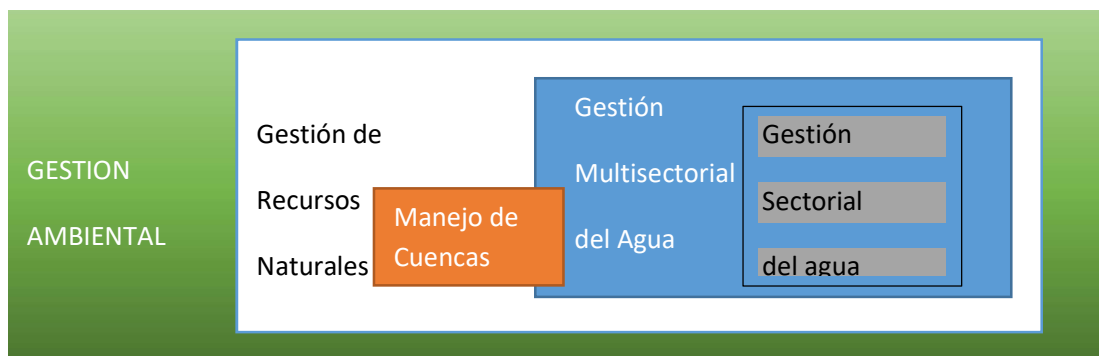 GESTION
AMBIENTAL
Gestión de
Recursos
Naturales
Manejo de
Cuencas
Gestión
Multisectorial
del Agua
Gestión
Sectorial
del agua